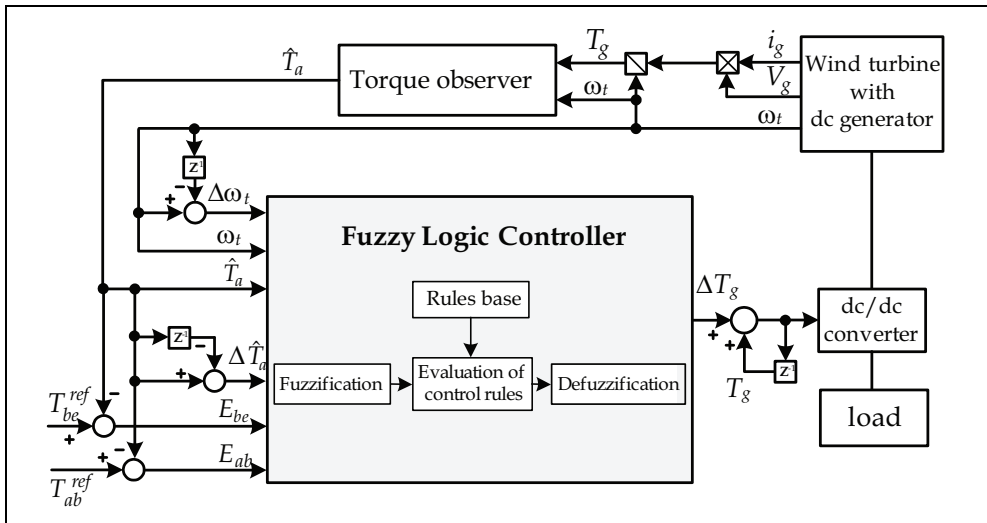 T̂a
Torque observer
Tg
ωt
ig
Vg
ωt
Wind turbine
with
dc generator
z-1
−
+
Δωt
ωt
T̂a
z-1
−
+
ΔT̂a
Tbe ref
−
+
Ebe
Tab ref
+
−
Eab
Fuzzy Logic Controller
Rules base
Fuzzification
Evaluation of
control rules
Defuzzification
ΔTg
+
+
z-1
Tg
dc/dc
converter
load